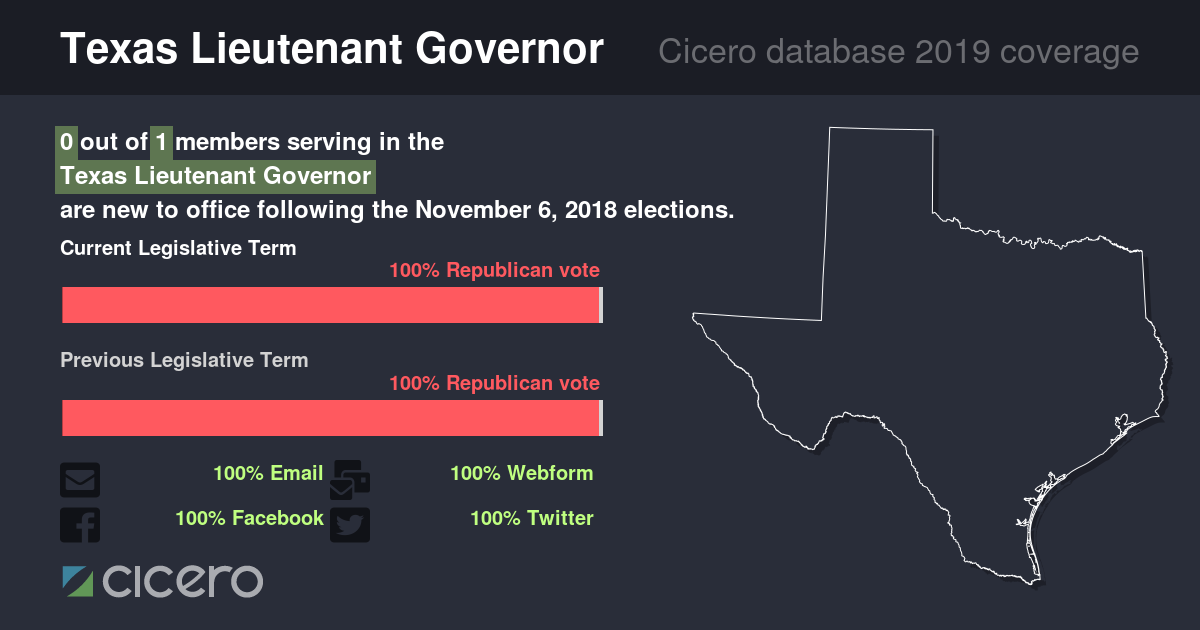 Texas Lieutenant Governor
Cicero database 2019 coverage
0 out of 1 members serving in the
Texas Lieutenant Governor
are new to office following the November 6, 2018 elections.
Current Legislative Term
100% Republican vote
Previous Legislative Term
100% Republican vote
100% Email
100% Webform
100% Facebook
100% Twitter
cicero